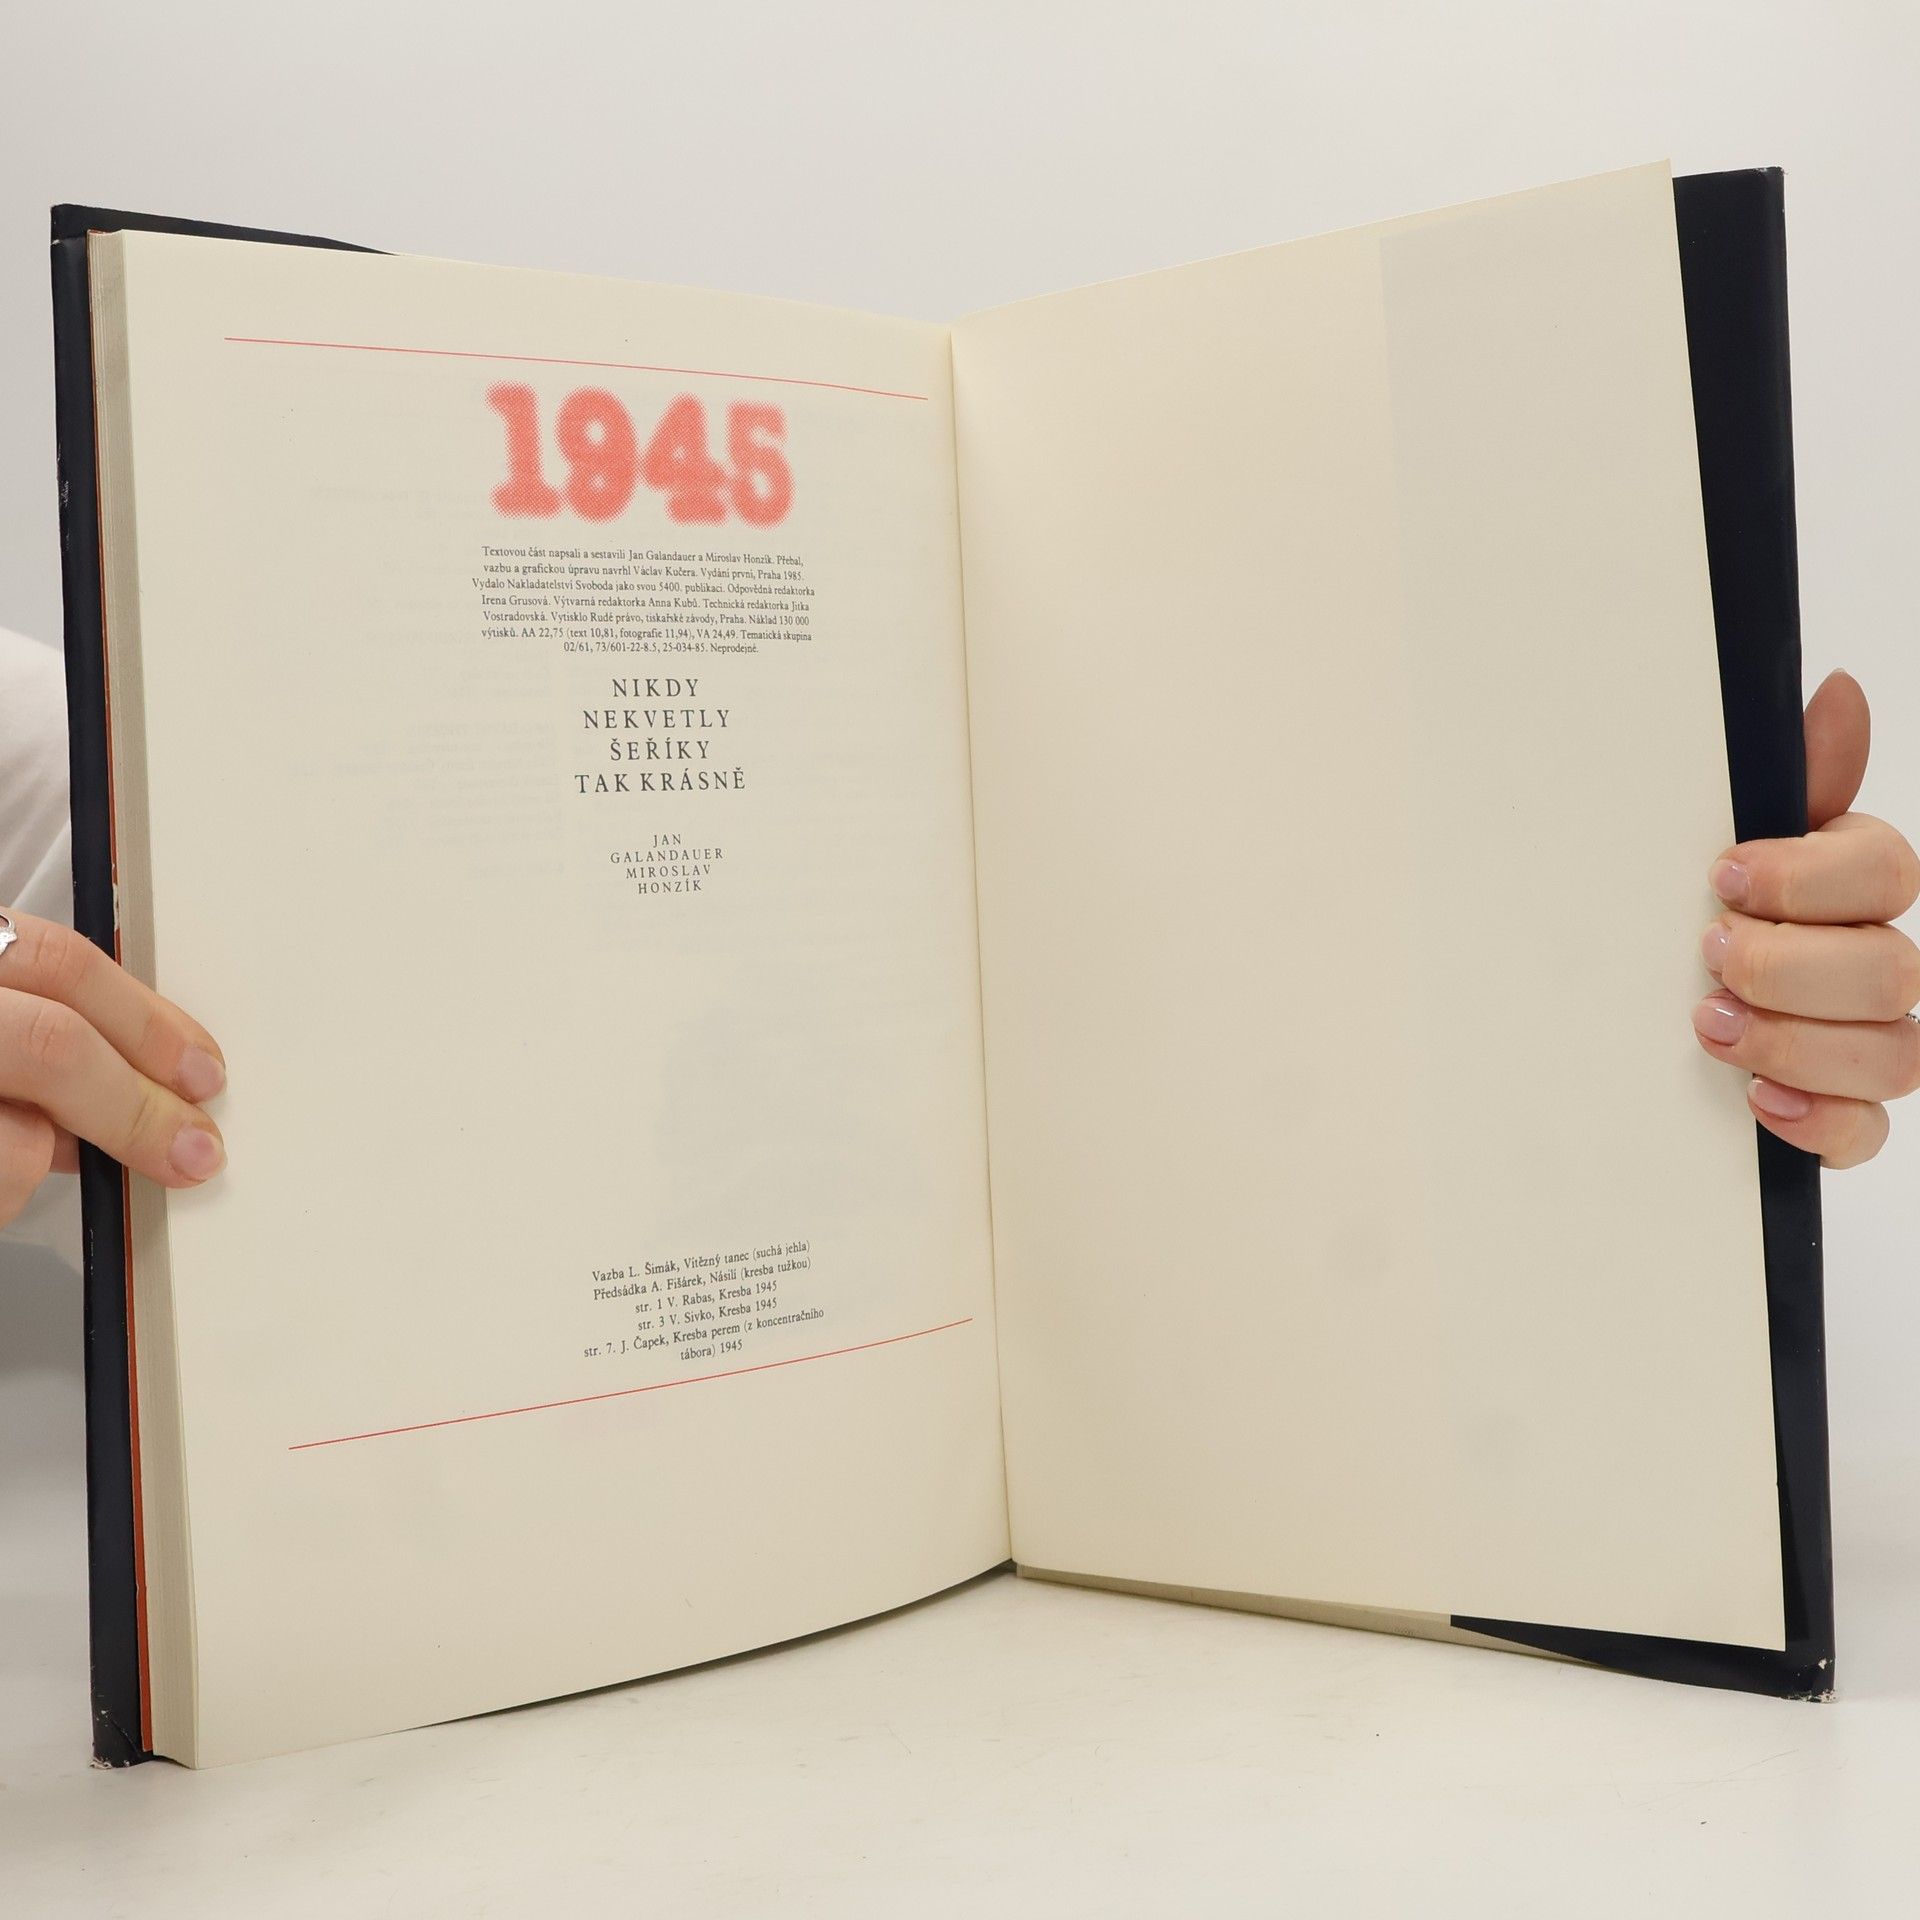 1945
Textovou část napsali a sestavili Jan Galandauer a Miroslav Honzík. Přebal,
vazbu a grafickou úpravu navrhl Václav Kučera. Vydání první, Praha 1985.
Vydalo Nakladatelství Svoboda jako svou 5400. publikaci. Odpovědná redaktorka
Irena Grusová. Výtvarná redaktorka Anna Kubů. Technická redaktorka Jitka
Vostradovská. Vytisklo Rudé právo, tiskařské závody, Praha. Náklad 130 000
výtisků. AA 22,75 (text 10,81, fotografie 11,94), VA 24,49. Tematická skupina
02/61, 73/601-22-8.5, 25-034-85. Neprodejné.
NIKDY
NEKVETLY
ŠEŘÍKY
TAK KRÁSNĚ
JAN
GALANDAUER
MIROSLAV
HONZÍK
Vazba L. Šimák, Vítězný tanec (suchá jehla)
Předsádka A. Fišárek, Násilí (kresba tužkou)
str. 1 V. Rabas, Kresba 1945
str. 3 V. Sivko, Kresba 1945
str. 7. J. Čapek, Kresba perem (z koncentračního
tábora) 1945